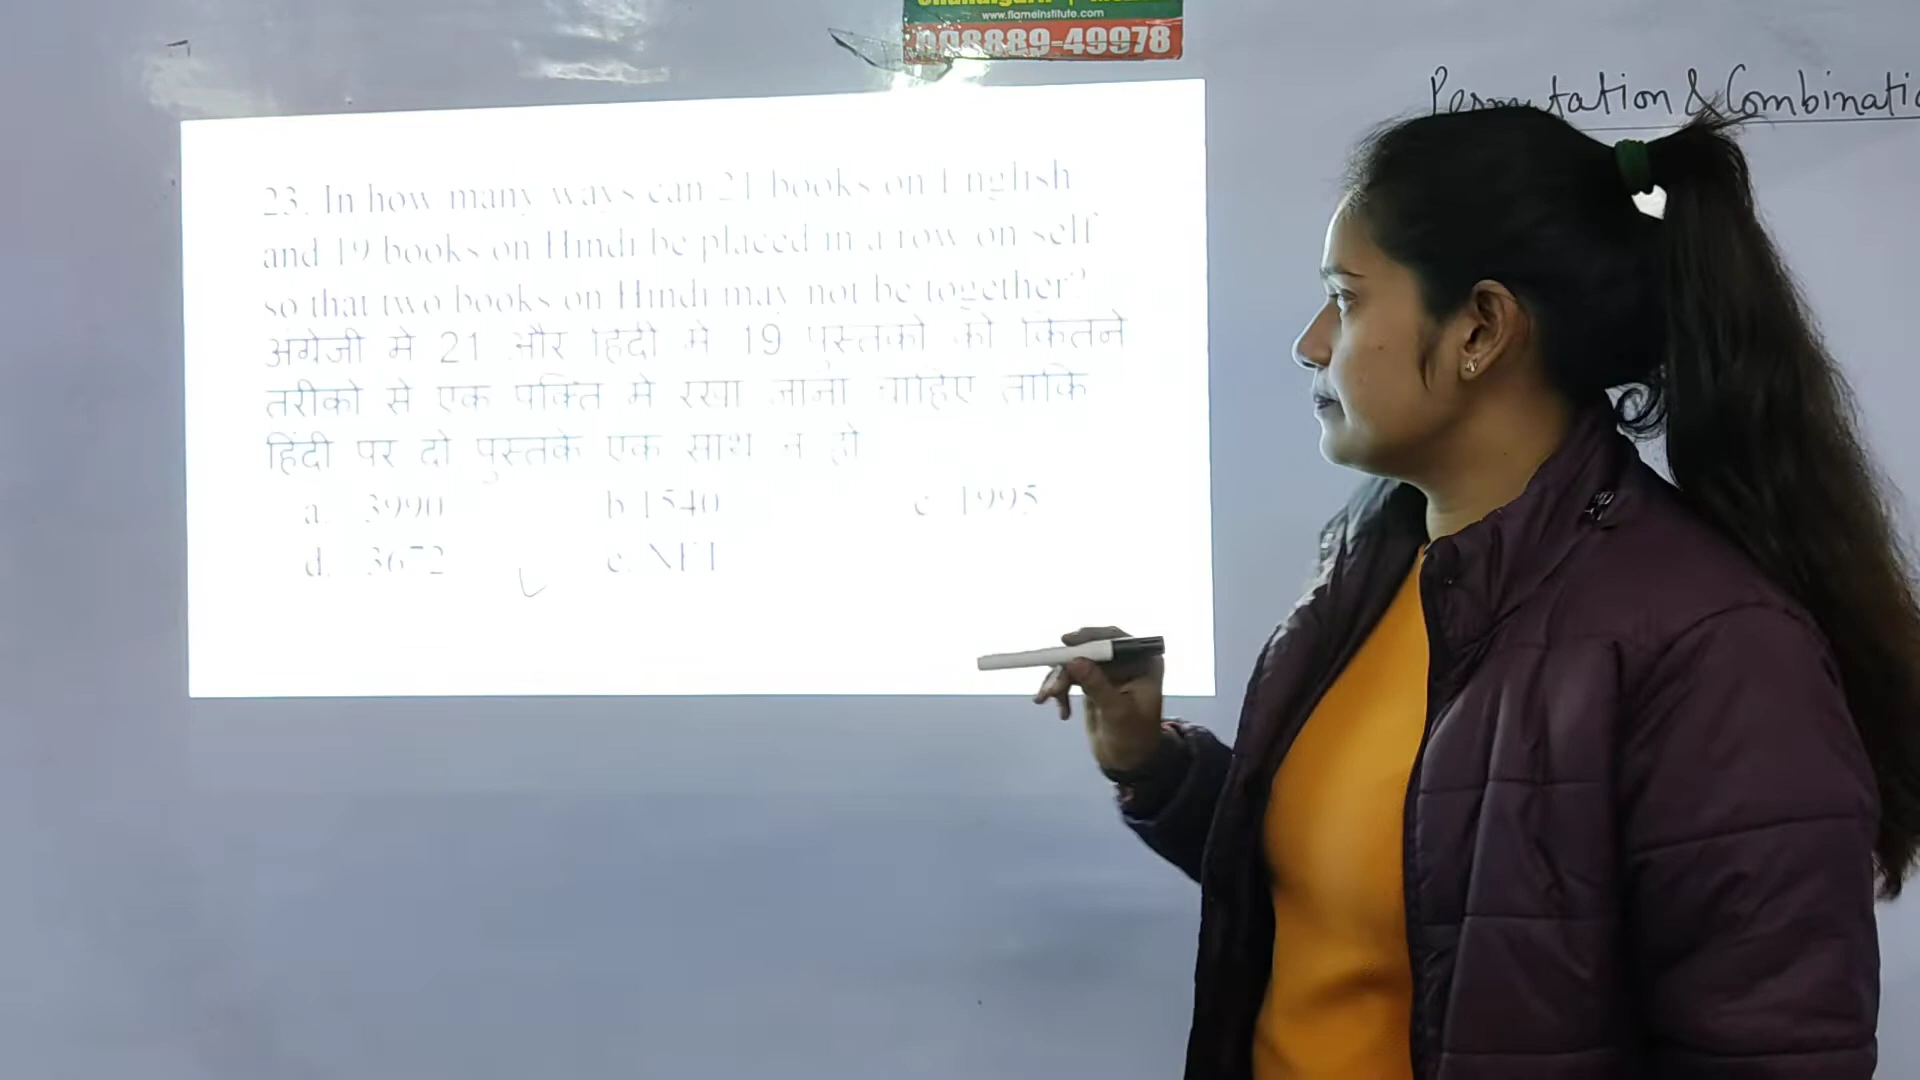 www.flameinstitute.com
98889-49978
Permutation & Combinatio
23. In how many ways can 21 books on English
and 19 books on Hindi be placed in a row on self
so that two books on Hindi may not be together?
अंग्रेजी मे 21 और हिंदी मे 19 पुस्तको को कितने
तरीको से एक पंक्ति मे रखा जाना चाहिए ताकि
हिंदी पर दो पुस्तके एक साथ न हो
a. 3990 b. 1540 c. 1995
d. 3672 e. NFT